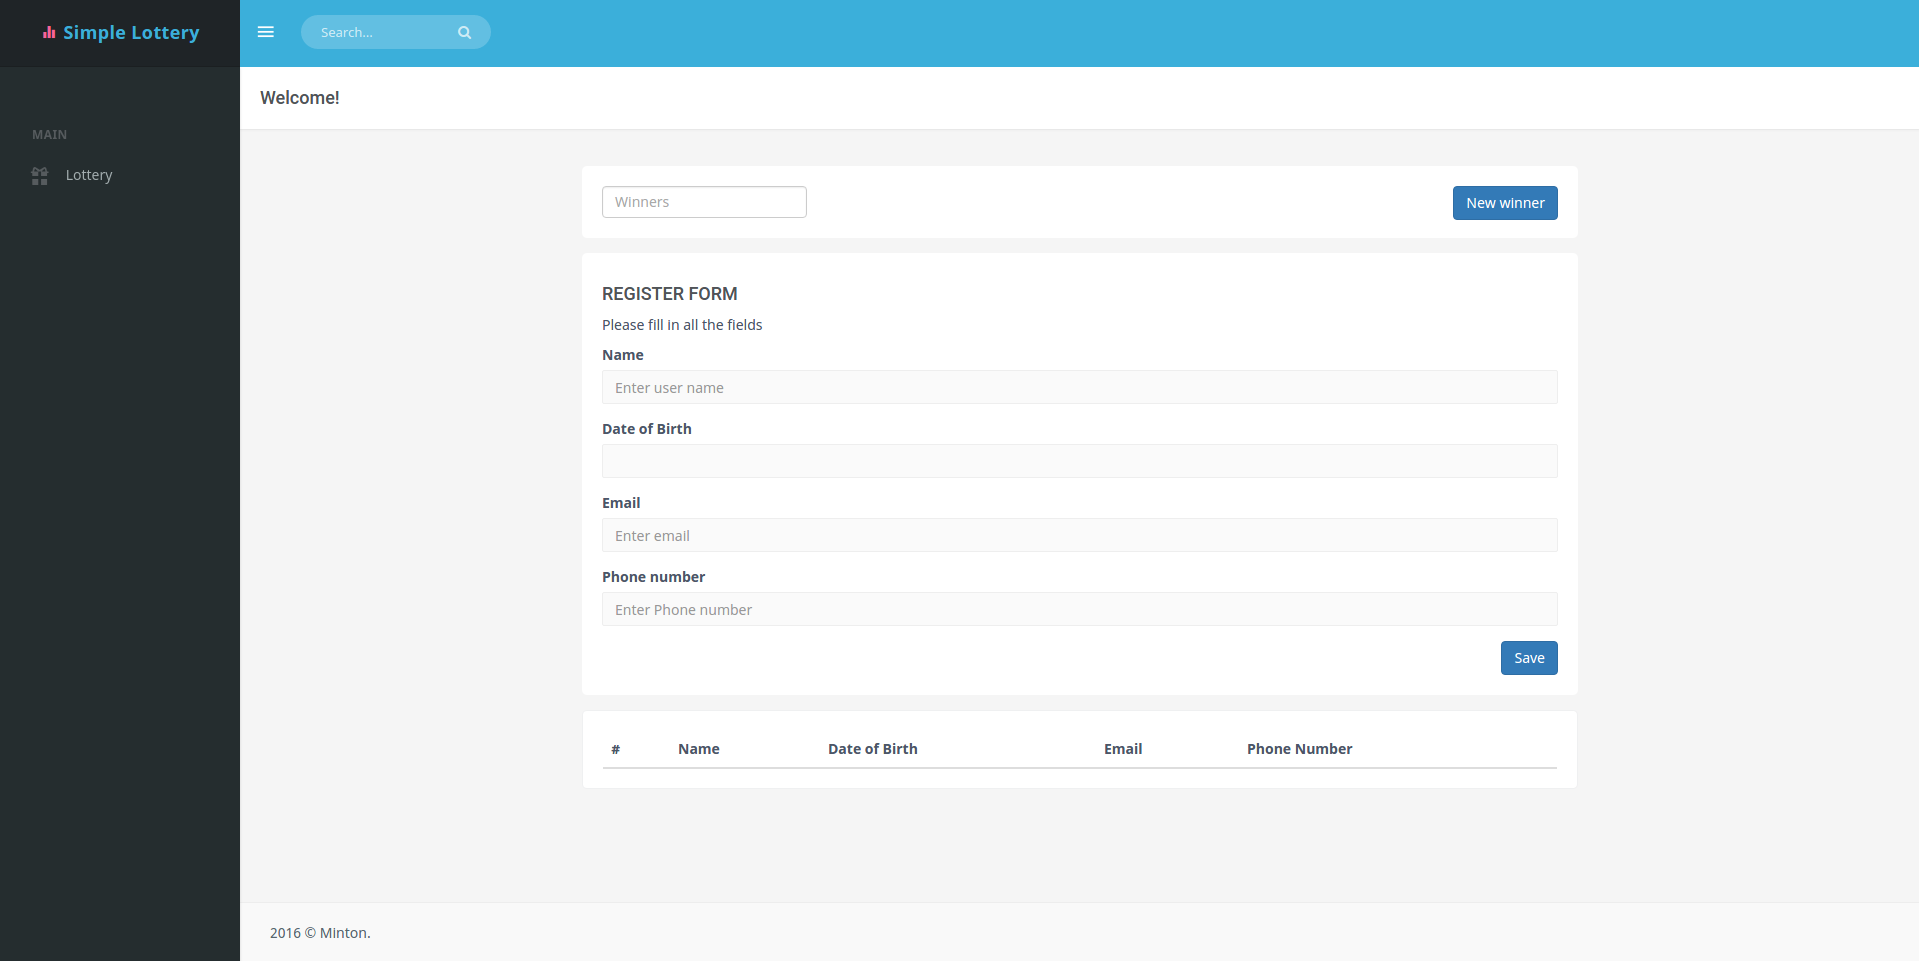 Simple Lottery
Search...
Welcome!
MAIN
Lottery
Winners
New winner
REGISTER FORM
Please fill in all the fields
Name
Enter user name
Date of Birth
Email
Enter email
Phone number
Enter Phone number
Save
# Name Date of Birth Email Phone Number
2016 © Minton.